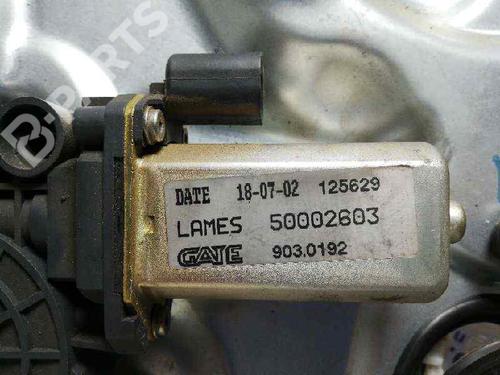 B-PARTS
DATE 18-07-02 125629
LAMES 50002603
GATE 903.0192